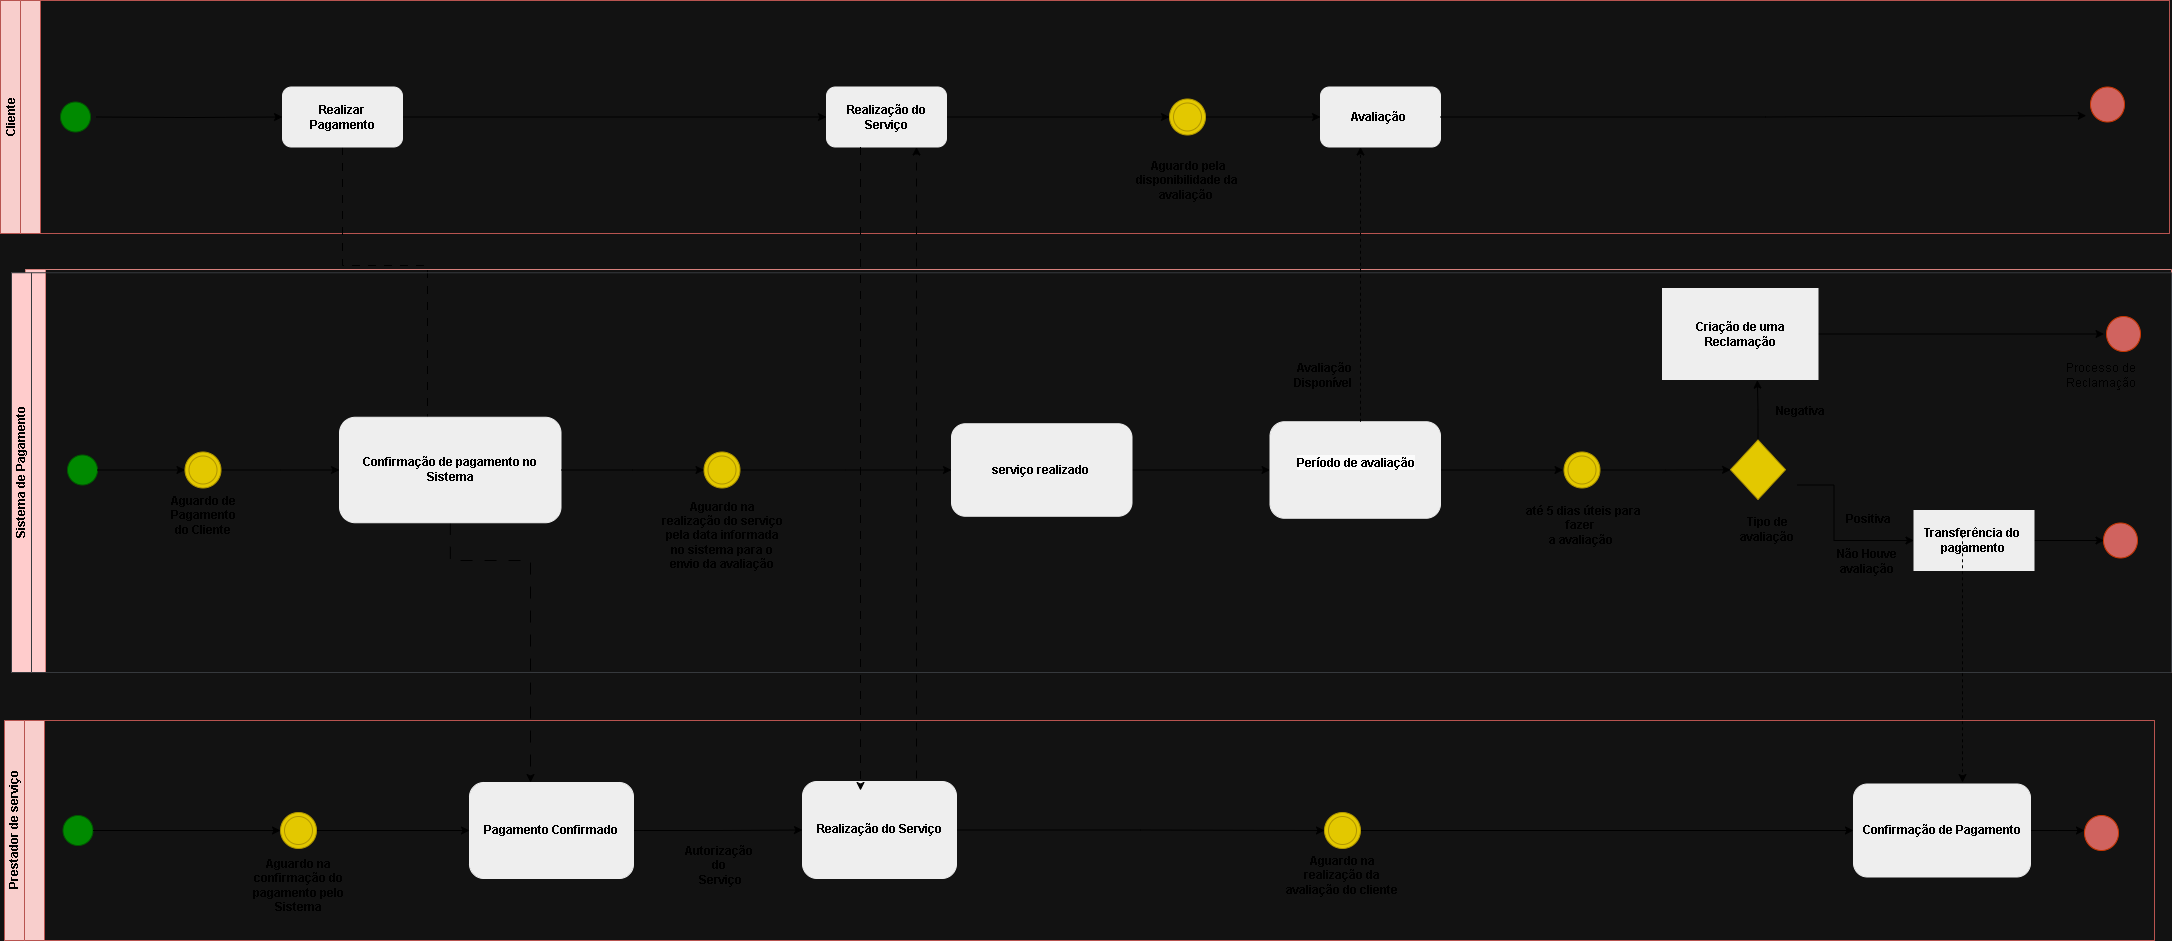 Cliente
Realizar
Pagamento
Realização do
Serviço
Aguardo pela
disponibilidade da
avaliação
Avaliação
Sistema de Pagamento
Aguardo de
Pagamento
do Cliente
Confirmação de pagamento no
Sistema
Aguardo na
realização do serviço
pela data informada
no sistema para o
envio da avaliação
serviço realizado
Avaliação
Disponível
Período de avaliação
até 5 dias úteis para
fazer
a avaliação
Criação de uma
Reclamação
Processo de
Reclamação
Negativa
Tipo de
avaliação
Positiva
Não Houve
avaliação
Transferência do
pagamento
Prestador de serviço
Aguardo na
confirmação do
pagamento pelo
Sistema
Pagamento Confirmado
Autorização
do
Serviço
Realização do Serviço
Aguardo na
realização da
avaliação do cliente
Confirmação de Pagamento